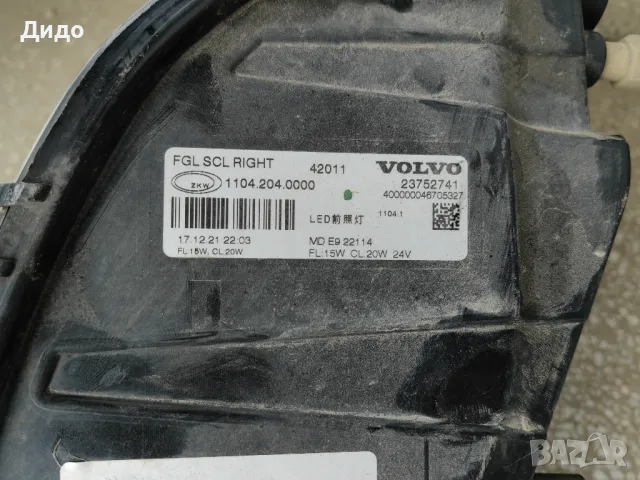 Дидо
FGL SCL RIGHT 42011 VOLVO
ZKW 1104.204.0000 23752741
400000046705327
LED前照灯 1104.1
17.12.21 22:03 MD E9 22114
FL:15W, CL:20W FL:15W CL:20W 24V
BAZAR